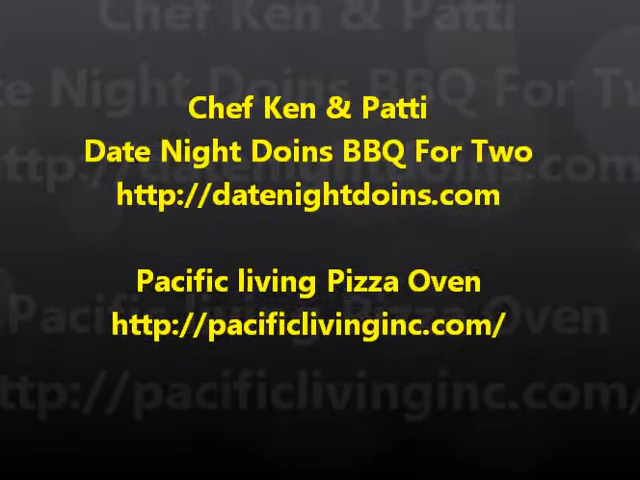 Chef Ken & Patti
Date Night Doins BBQ For Two
http://datenightdoins.com
Pacific living Pizza Oven
http://pacificlivinginc.com/